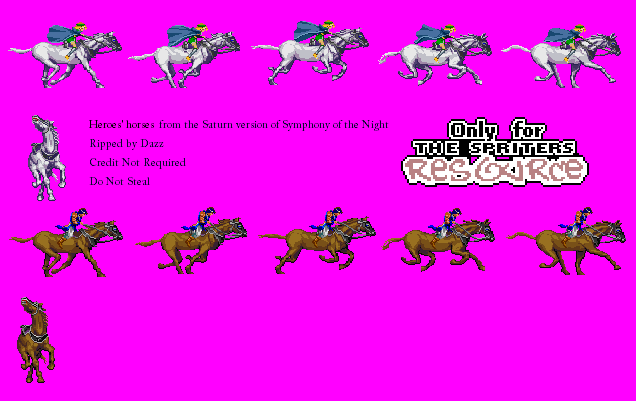 Heroes' horses from the Saturn version of Symphony of the Night
Ripped by Dazz
Credit Not Required
Do Not Steal
Only for
THE SPRITERS
RESOURCE